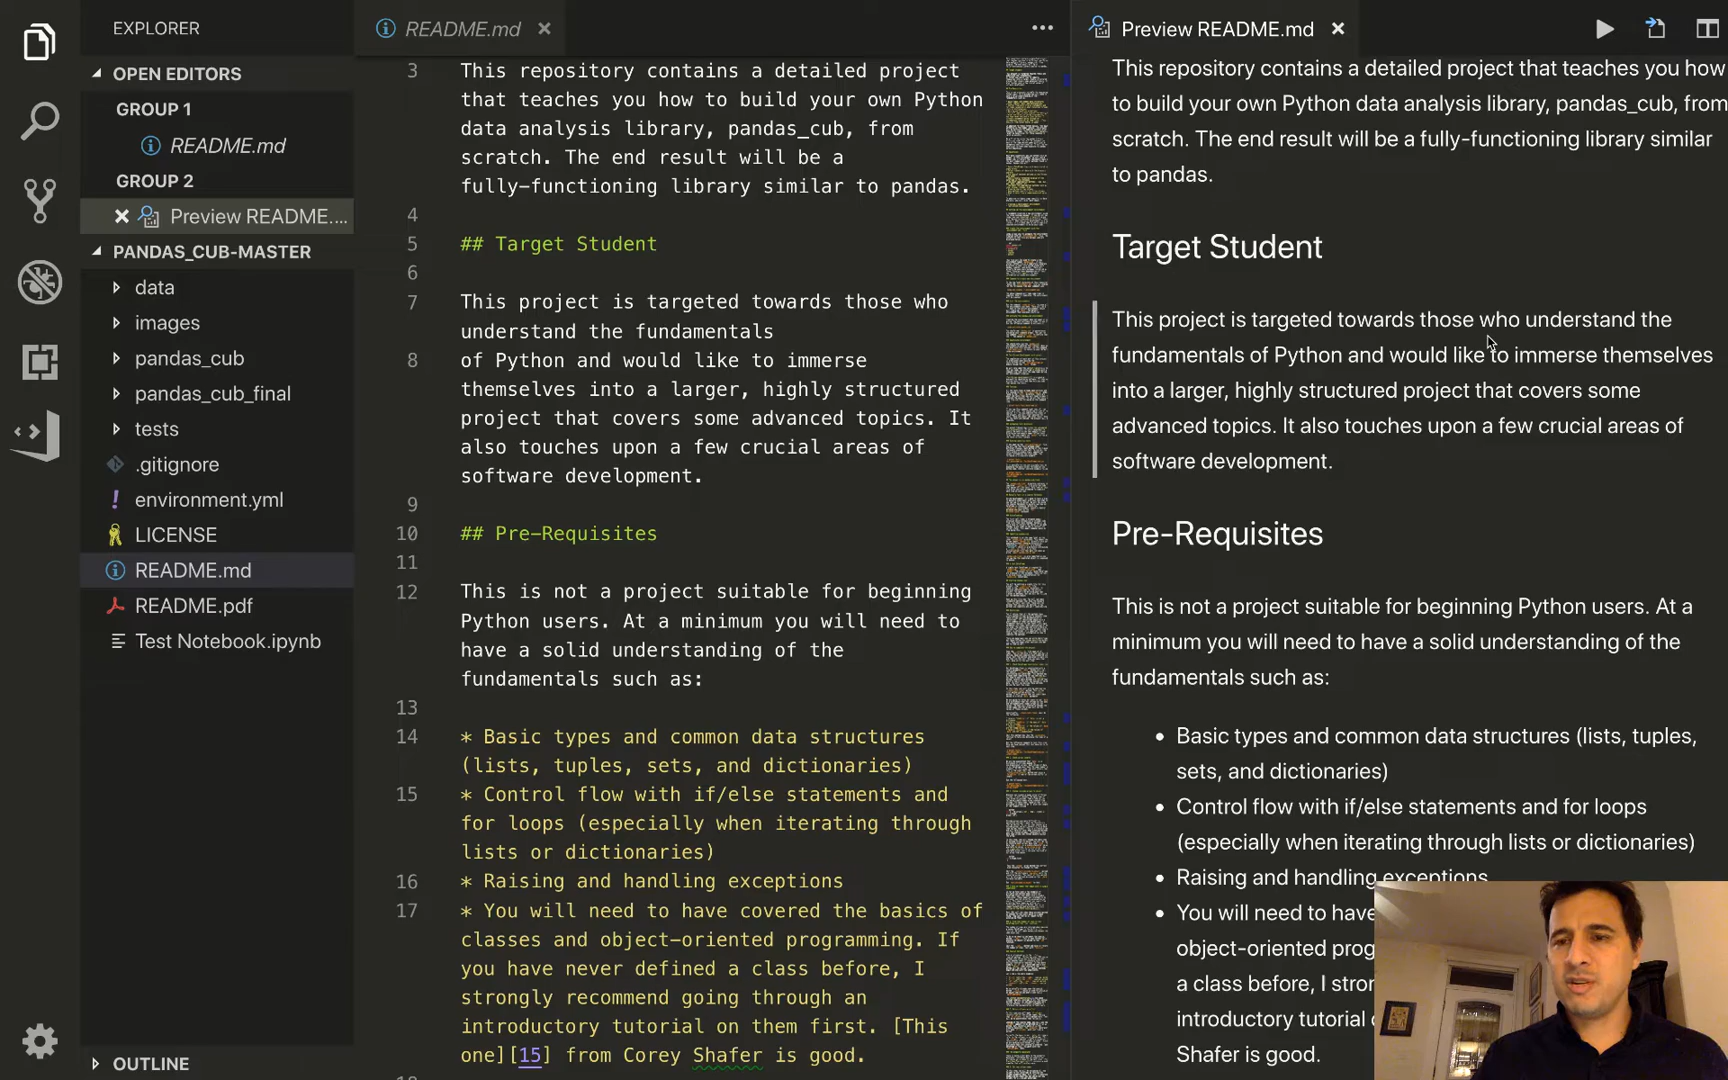 EXPLORER
OPEN EDITORS
GROUP 1
README.md
GROUP 2
Preview README....
PANDAS_CUB-MASTER
data
images
pandas_cub
pandas_cub_final
tests
.gitignore
environment.yml
LICENSE
README.md
README.pdf
Test Notebook.ipynb
OUTLINE
README.md
3 This repository contains a detailed project
that teaches you how to build your own Python
data analysis library, pandas_cub, from
scratch. The end result will be a
fully-functioning library similar to pandas.
4
5 ## Target Student
6
7 This project is targeted towards those who
understand the fundamentals
8 of Python and would like to immerse
themselves into a larger, highly structured
project that covers some advanced topics. It
also touches upon a few crucial areas of
software development.
9
10 ## Pre-Requisites
11
12 This is not a project suitable for beginning
Python users. At a minimum you will need to
have a solid understanding of the
fundamentals such as:
13
14 * Basic types and common data structures
(lists, tuples, sets, and dictionaries)
15 * Control flow with if/else statements and
for loops (especially when iterating through
lists or dictionaries)
16 * Raising and handling exceptions
17 * You will need to have covered the basics of
classes and object-oriented programming. If
you have never defined a class before, I
strongly recommend going through an
introductory tutorial on them first. [This
one][15] from Corey Shafer is good.
Preview README.md
This repository contains a detailed project that teaches you how
to build your own Python data analysis library, pandas_cub, from
scratch. The end result will be a fully-functioning library similar
to pandas.
Target Student
This project is targeted towards those who understand the
fundamentals of Python and would like to immerse themselves
into a larger, highly structured project that covers some
advanced topics. It also touches upon a few crucial areas of
software development.
Pre-Requisites
This is not a project suitable for beginning Python users. At a
minimum you will need to have a solid understanding of the
fundamentals such as:
• Basic types and common data structures (lists, tuples,
sets, and dictionaries)
• Control flow with if/else statements and for loops
(especially when iterating through lists or dictionaries)
• Raising and handling exceptions
• You will need to have
object-oriented prog
a class before, I stron
introductory tutorial
Shafer is good.